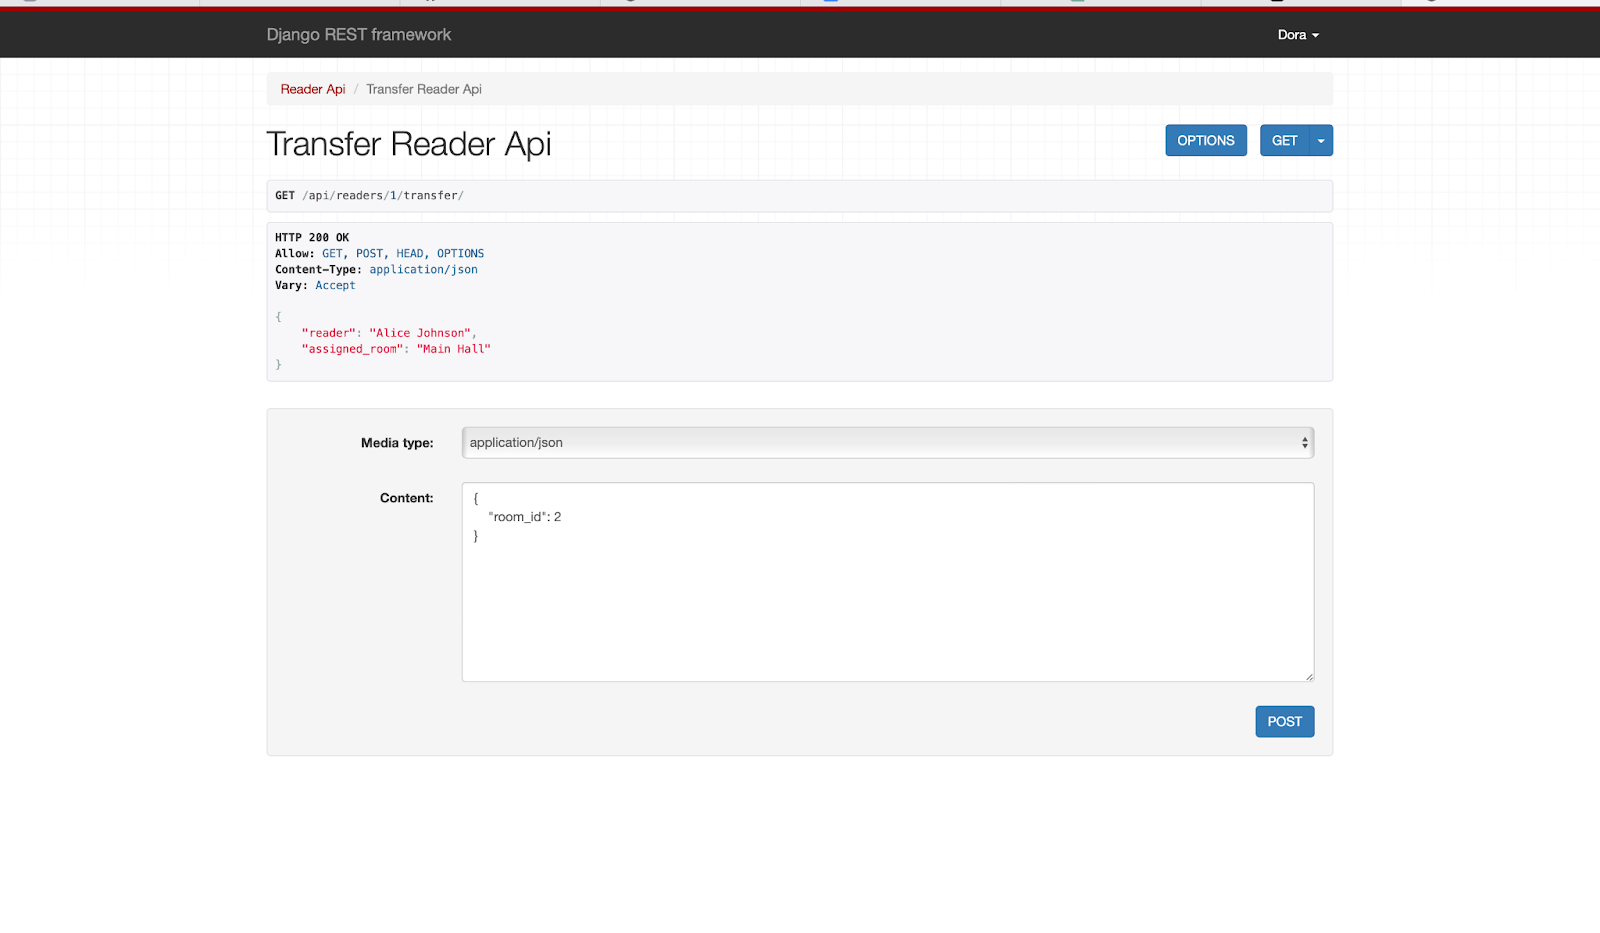 Django REST framework
Dora
Reader Api / Transfer Reader Api
Transfer Reader Api
OPTIONS
GET
GET /api/readers/1/transfer/
HTTP 200 OK
Allow: GET, POST, HEAD, OPTIONS
Content-Type: application/json
Vary: Accept
{
"reader": "Alice Johnson",
"assigned_room": "Main Hall"
}
Media type:
application/json
Content:
{
"room_id": 2
}
POST